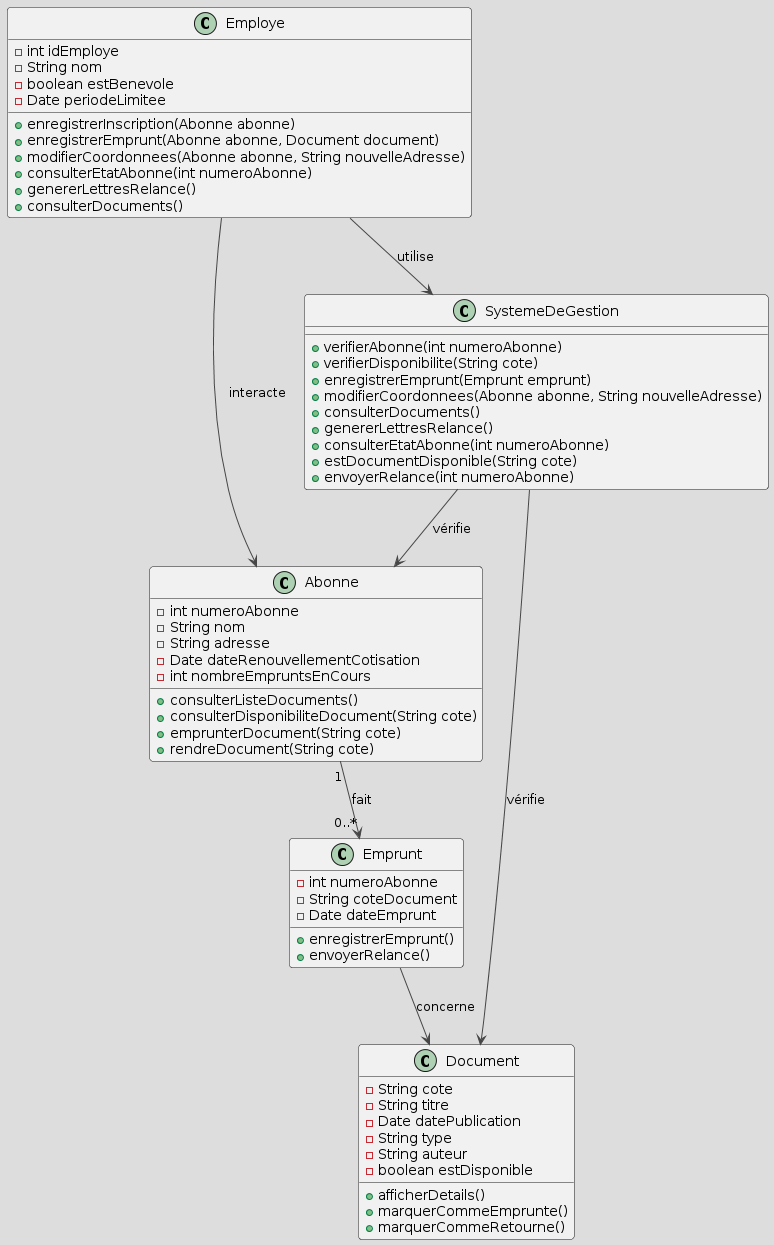 C Employe
int idEmploye
String nom
boolean estBenevole
Date periodeLimitee
enregistrerInscription(Abonne abonne)
enregistrerEmprunt(Abonne abonne, Document document)
modifierCoordonnees(Abonne abonne, String nouvelleAdresse)
consulterEtatAbonne(int numeroAbonne)
genererLettresRelance()
consulterDocuments()
utilise
C SystemeDeGestion
verifierAbonne(int numeroAbonne)
verifierDisponibilite(String cote)
enregistrerEmprunt(Emprunt emprunt)
modifierCoordonnees(Abonne abonne, String nouvelleAdresse)
consulterDocuments()
genererLettresRelance()
consulterEtatAbonne(int numeroAbonne)
estDocumentDisponible(String cote)
envoyerRelance(int numeroAbonne)
interacte
vérifie
C Abonne
int numeroAbonne
String nom
String adresse
Date dateRenouvellementCotisation
int nombreEmpruntsEnCours
consulterListeDocuments()
consulterDisponibiliteDocument(String cote)
emprunterDocument(String cote)
rendreDocument(String cote)
1
fait
0..*
vérifie
C Emprunt
int numeroAbonne
String coteDocument
Date dateEmprunt
enregistrerEmprunt()
envoyerRelance()
concerne
C Document
String cote
String titre
Date datePublication
String type
String auteur
boolean estDisponible
afficherDetails()
marquerCommeEmprunte()
marquerCommeRetourne()